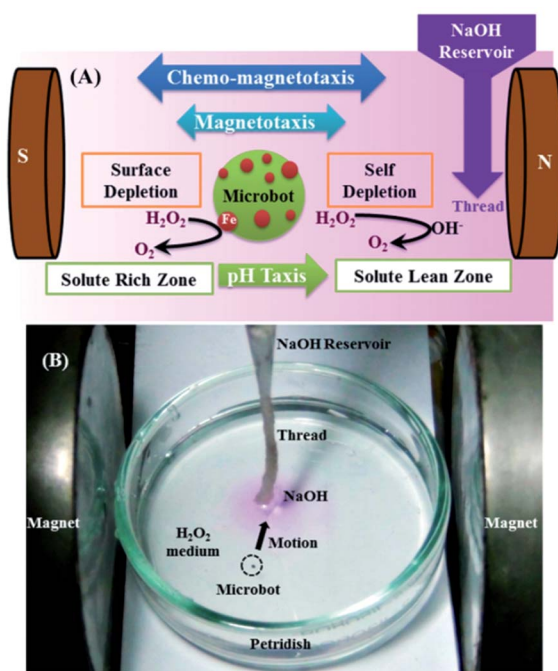 NaOH
Reservoir
(A)
Chemo-magnetotaxis
Magnetotaxis
S
N
Surface
Depletion
Microbot
Self
Depletion
Thread
H₂O₂
Fe
O₂
H₂O₂
OH⁻
O₂
Solute Rich Zone
pH Taxis
Solute Lean Zone
(B)
NaOH Reservoir
Thread
NaOH
Magnet
H₂O₂
medium
Motion
Magnet
Microbot
Petridish